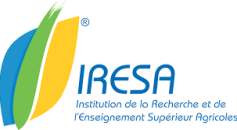 ®
IRESA
Institution de la Recherche et de
l'Enseignement Supérieur Agricoles